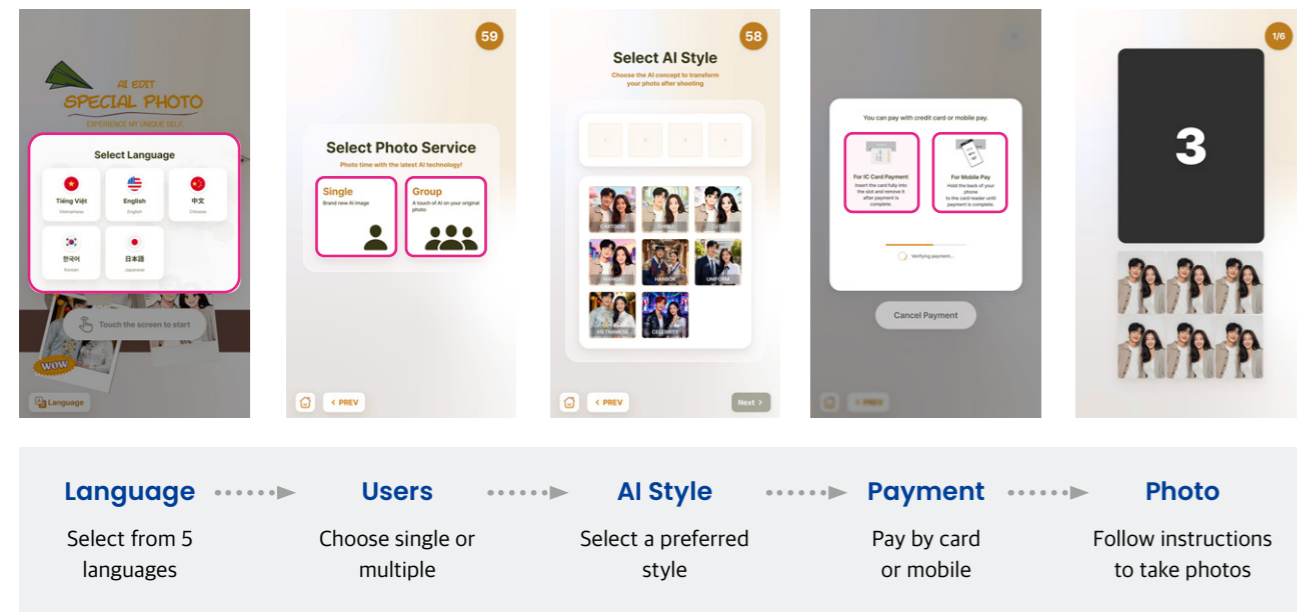 AI EDIT
SPECIAL PHOTO
EXPERIENCE MY UNIQUE SELF.
Select Language
Tiếng Việt
Vietnamese
English
English
中文
Chinese
한국어
Korean
日本語
Japanese
Touch the screen to start
WOW
Language
59
Select Photo Service
Photo time with the latest AI technology!
Single
Brand new AI image
Group
A touch of AI on your original
photo
< PREV
58
Select AI Style
Choose the AI concept to transform
your photo after shooting
CARTOON
CUTE
MANGA
HANBOK
UNIFORM
VIETNAMESE
CELEBRITY
< PREV
Next >
You can pay with credit card or mobile pay.
For IC Card Payment
Insert the card fully into
the slot and remove it
after payment is
complete.
For Mobile Pay
Hold the back of your
phone
to the card reader until
payment is complete.
Verifying payment...
Cancel Payment
< PREV
1/6
3
Language
Select from 5
languages
Users
Choose single or
multiple
AI Style
Select a preferred
style
Payment
Pay by card
or mobile
Photo
Follow instructions
to take photos